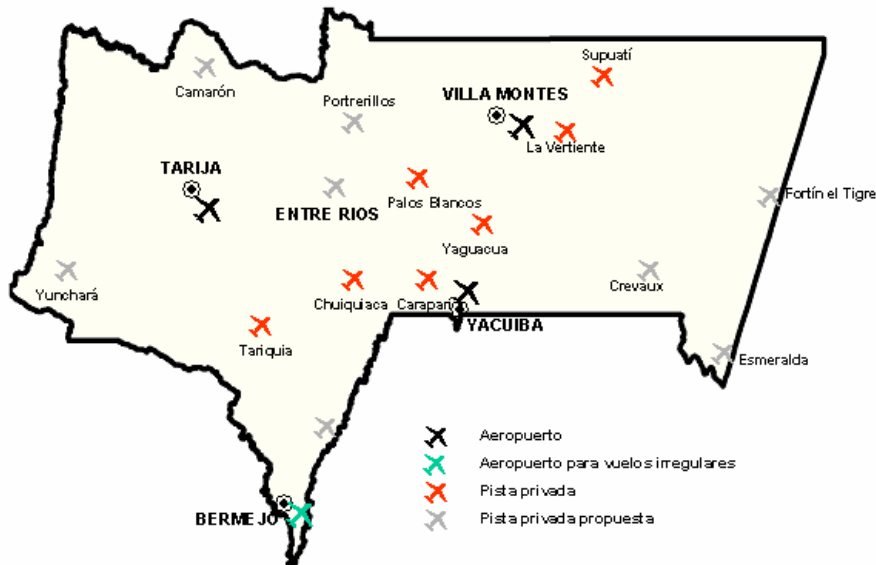 Supuatí
Camarón
VILLA MONTES
Portrerillos
La Vertiente
TARIJA
Palos Blancos
Fortín el Tigre
ENTRE RIOS
Yaguacua
Yunchará
Chuiquiaca
Caraparí
Crevaux
YACUIBA
Tariquia
Esmeralda
Aeropuerto
Aeropuerto para vuelos irregulares
Pista privada
BERMEJO
Pista privada propuesta